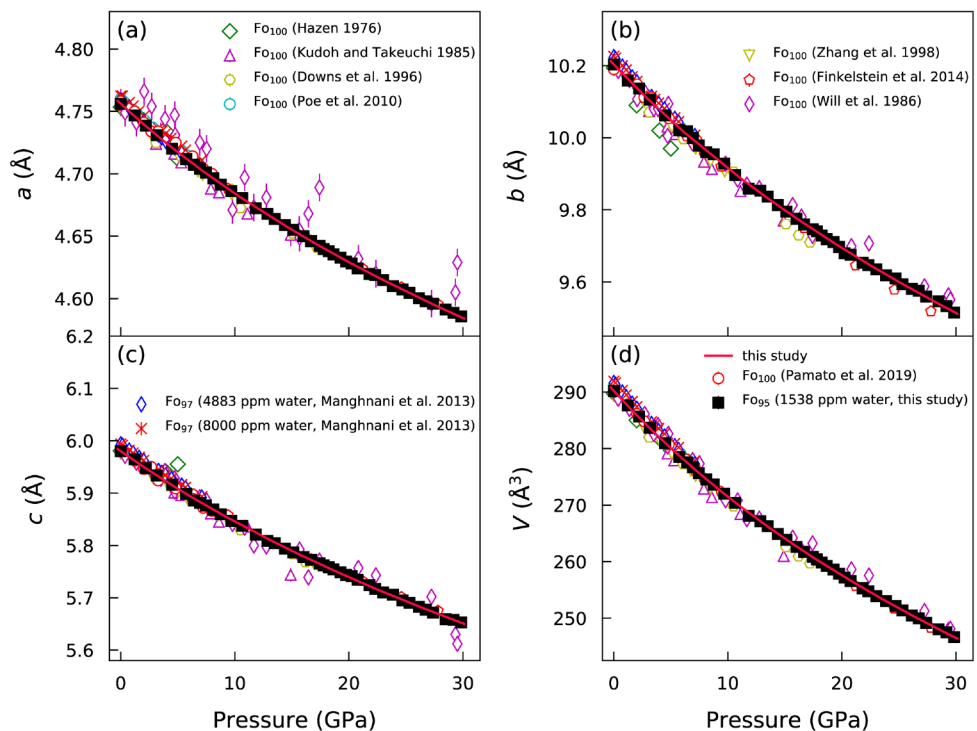 (a)
Fo100 (Hazen 1976)
Fo100 (Kudoh and Takeuchi 1985)
Fo100 (Downs et al. 1996)
Fo100 (Poe et al. 2010)
4.80
4.75
4.70
4.65
4.60
a (Å)
(b)
Fo100 (Zhang et al. 1998)
Fo100 (Finkelstein et al. 2014)
Fo100 (Will et al. 1986)
10.2
10.0
9.8
9.6
b (Å)
(c)
Fo97 (4883 ppm water, Manghnani et al. 2013)
Fo97 (8000 ppm water, Manghnani et al. 2013)
6.2
6.1
6.0
5.9
5.8
5.7
5.6
c (Å)
0 10 20 30
Pressure (GPa)
(d)
this study
Fo100 (Pamato et al. 2019)
Fo95 (1538 ppm water, this study)
290
280
270
260
250
V (Å3)
0 10 20 30
Pressure (GPa)